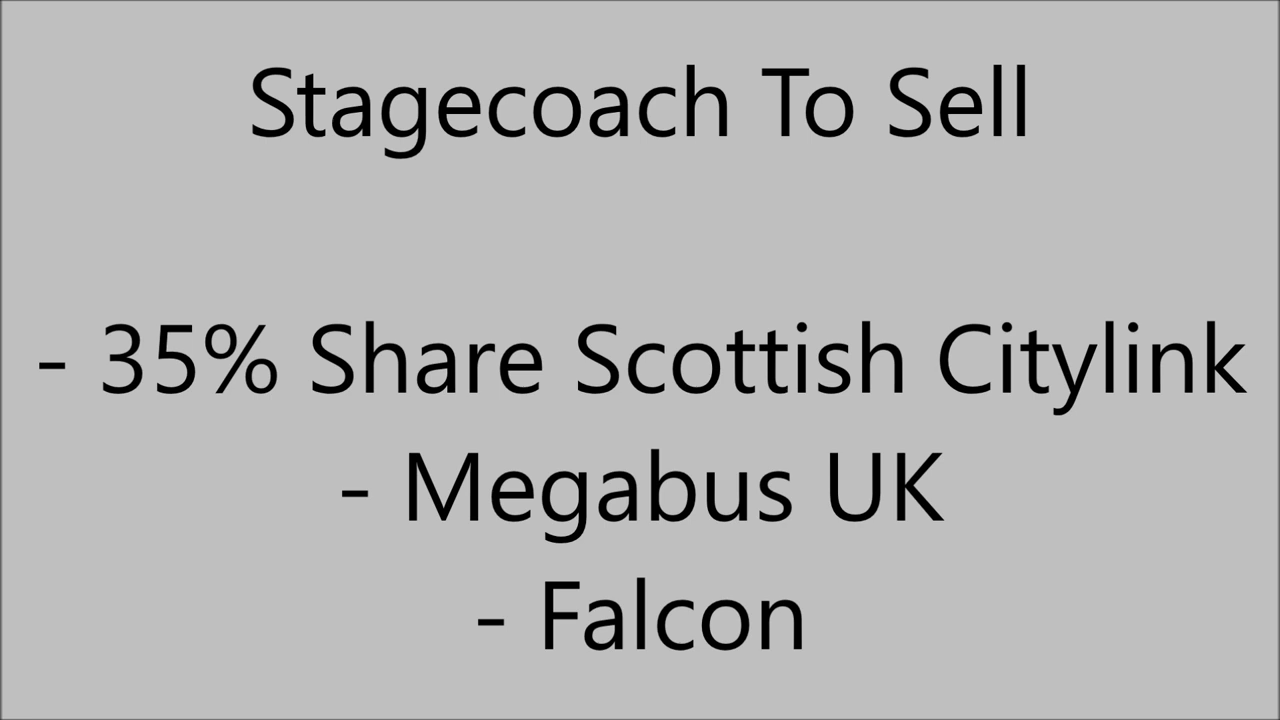 Stagecoach To Sell
- 35% Share Scottish Citylink
- Megabus UK
- Falcon